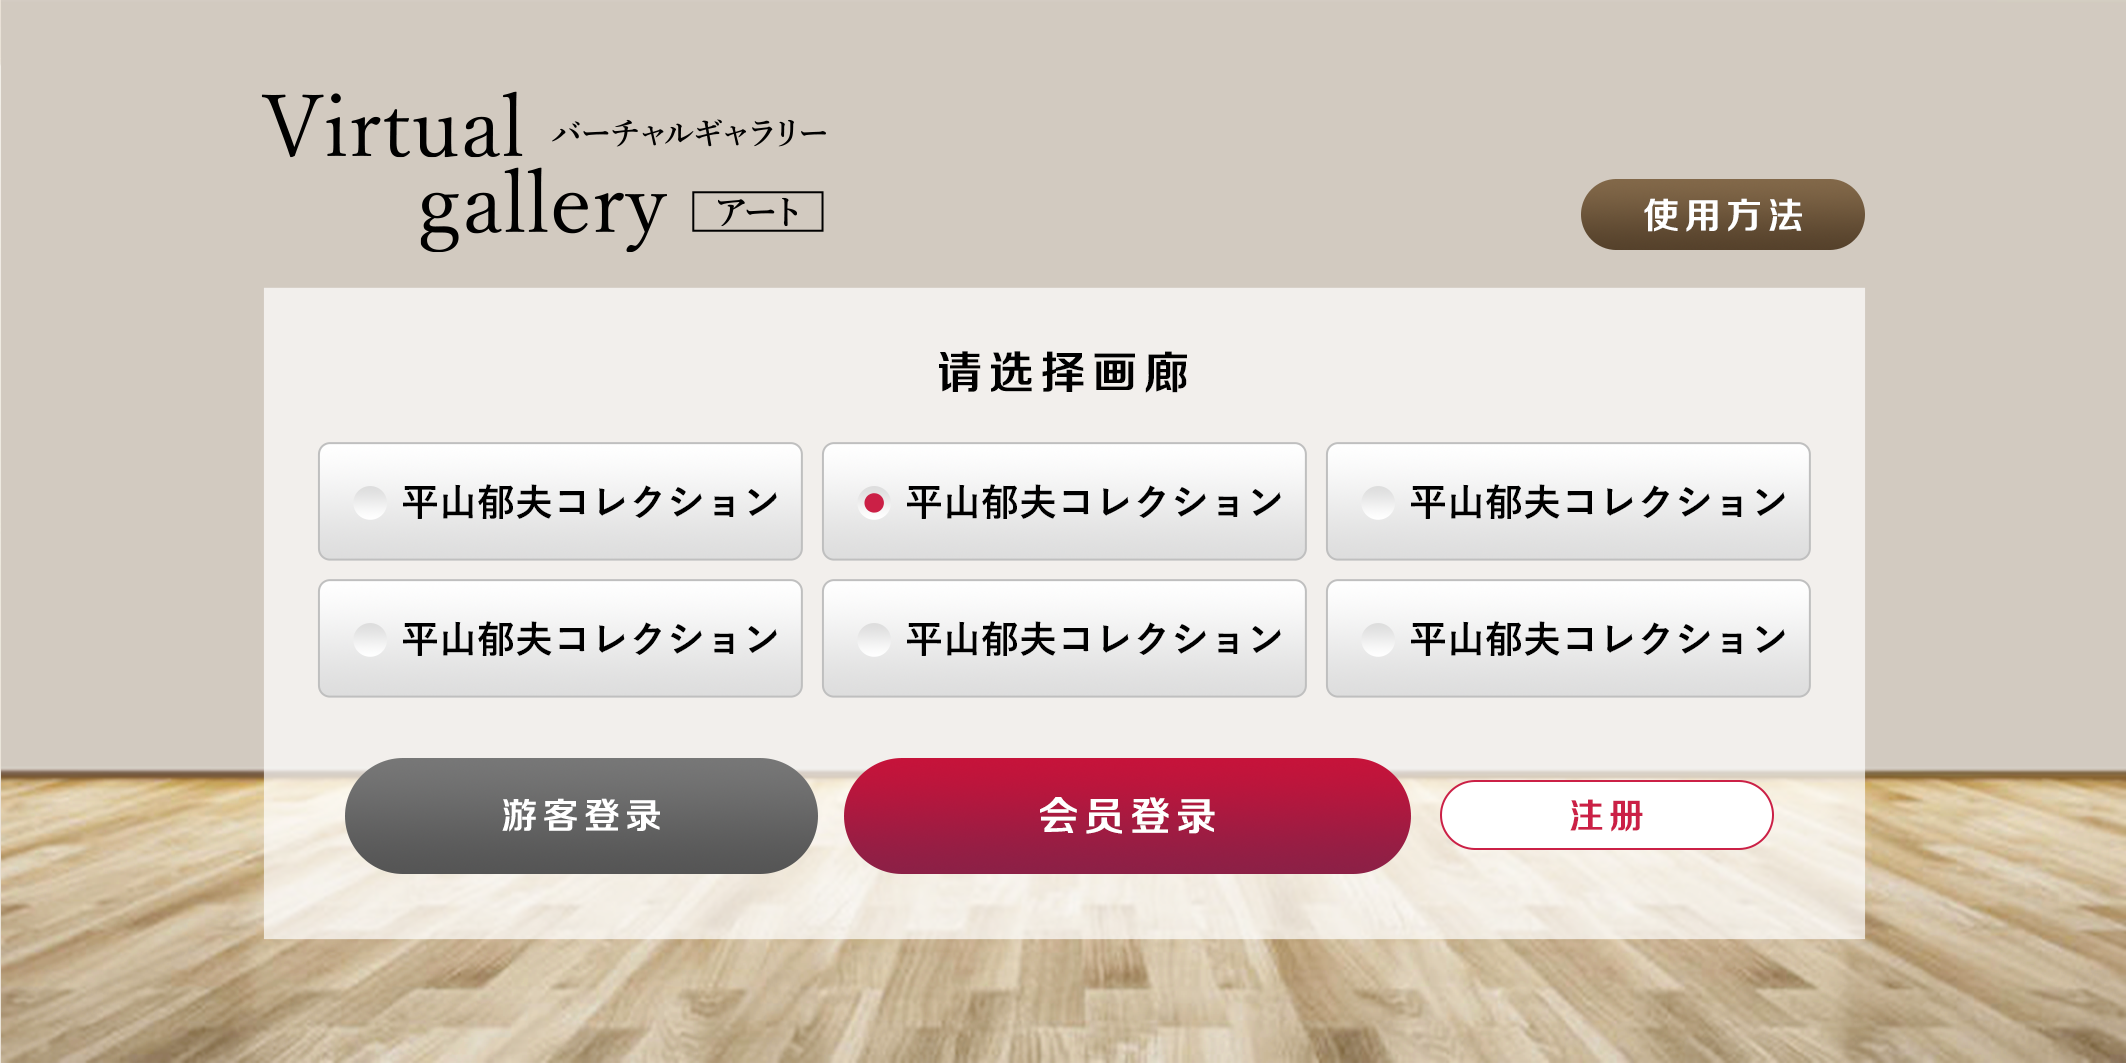 Virtual バーチャルギャラリー
gallery アート
使用方法
请选择画廊
平山郁夫コレクション 平山郁夫コレクション 平山郁夫コレクション
平山郁夫コレクション 平山郁夫コレクション 平山郁夫コレクション
游客登录 会员登录 注册